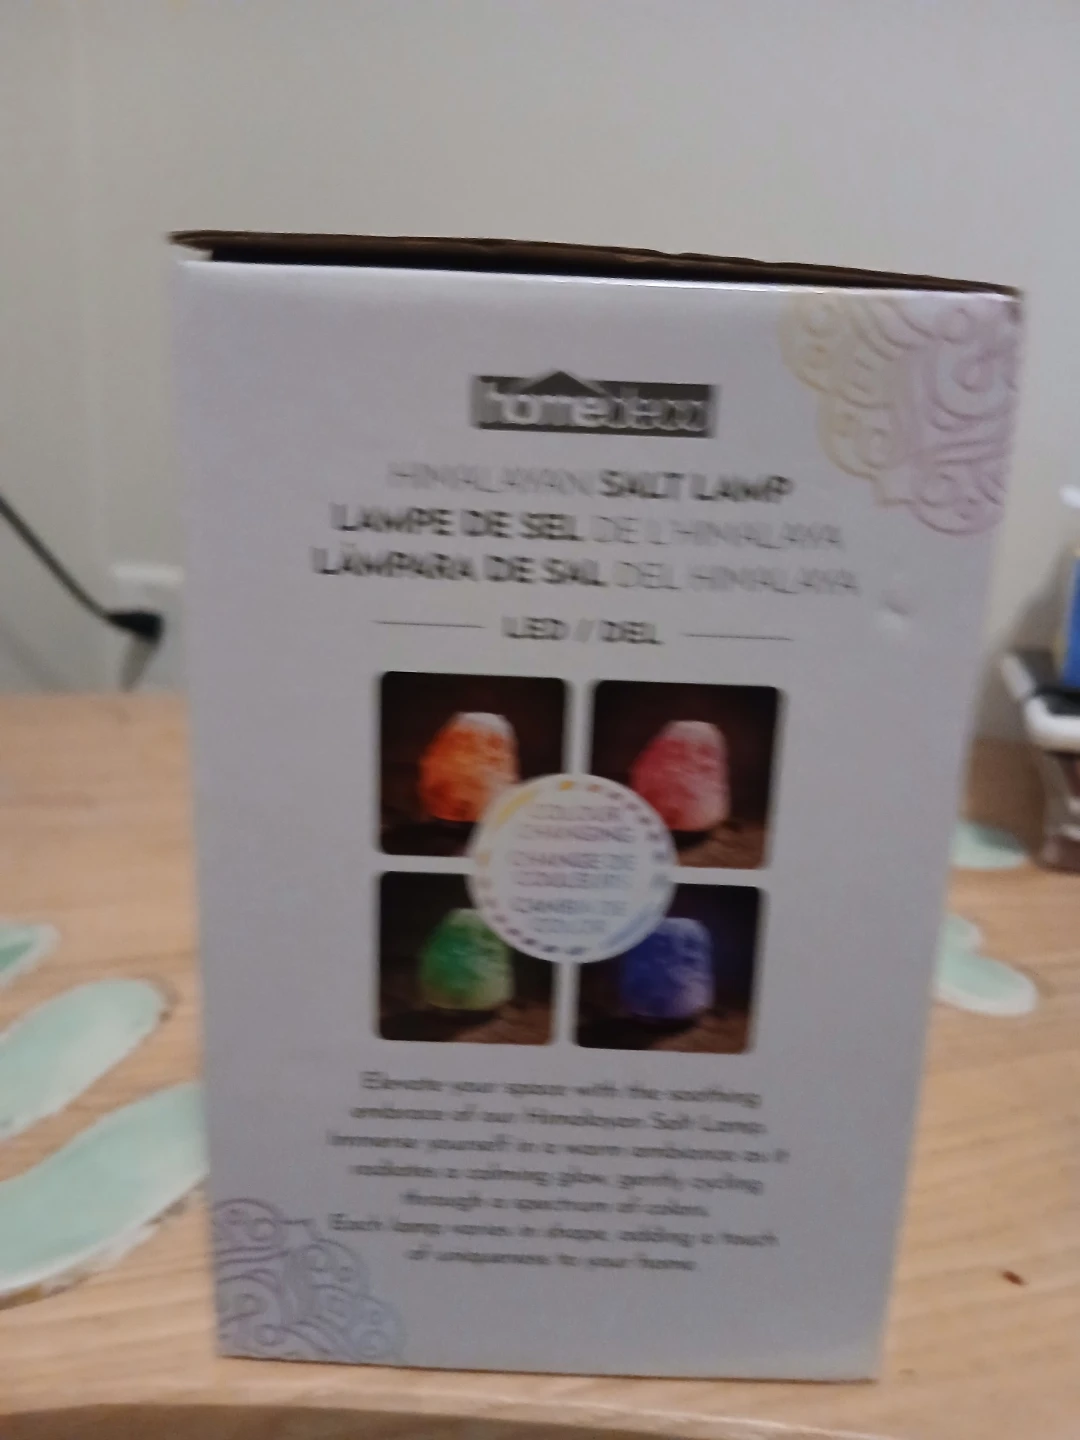 homedeco
HIMALAYAN SALT LAMP
LAMPE DE SEL DE L'HIMALAYA
LÁMPARA DE SAL DEL HIMALAYA
LED // DEL
COLOUR
CHANGING
CHANGE DE
COULEURS
CAMBIA DE
COLOR
Elevate your space with the soothing
embrace of our Himalayan Salt Lamp.
Immerse yourself in a warm ambiance as it
radiates a calming glow, gently cycling
through a spectrum of colors.
Each lamp varies in shape, adding a touch
of uniqueness to your home